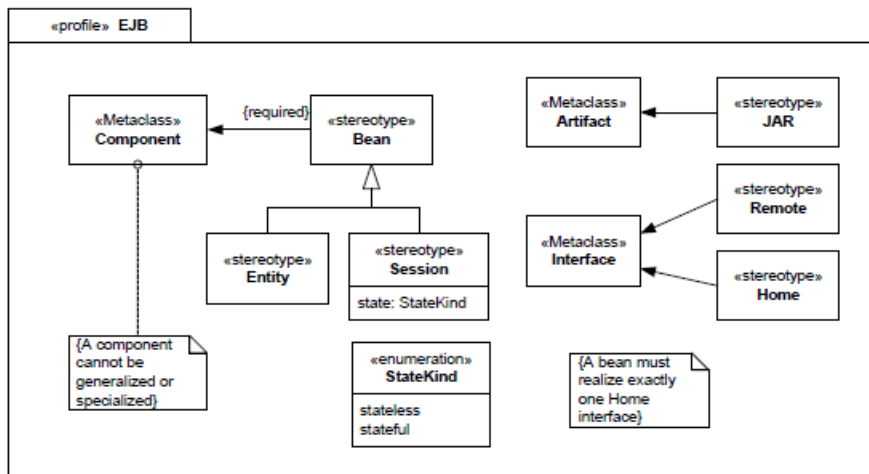 «profile» EJB
«Metaclass»
Component
{required}
«stereotype»
Bean
«Metaclass»
Artifact
«stereotype»
JAR
«stereotype»
Remote
«Metaclass»
Interface
«stereotype»
Home
«stereotype»
Entity
«stereotype»
Session
state: StateKind
{A component
cannot be
generalized or
specialized}
«enumeration»
StateKind
stateless
stateful
{A bean must
realize exactly
one Home
interface}